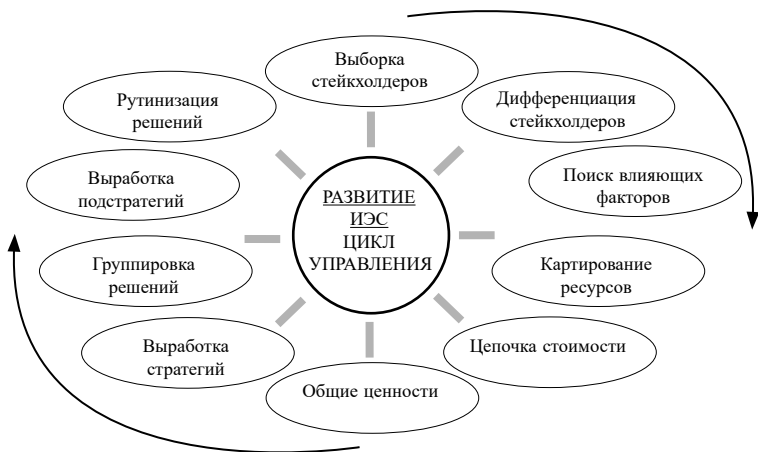 Выборка
стейкхолдеров
Дифференциация
стейкхолдеров
Поиск влияющих
факторов
Картирование
ресурсов
Цепочка стоимости
Общие ценности
Выработка
стратегий
Группировка
решений
Выработка
подстратегий
Рутинизация
решений
РАЗВИТИЕ
ИЭС
ЦИКЛ
УПРАВЛЕНИЯ